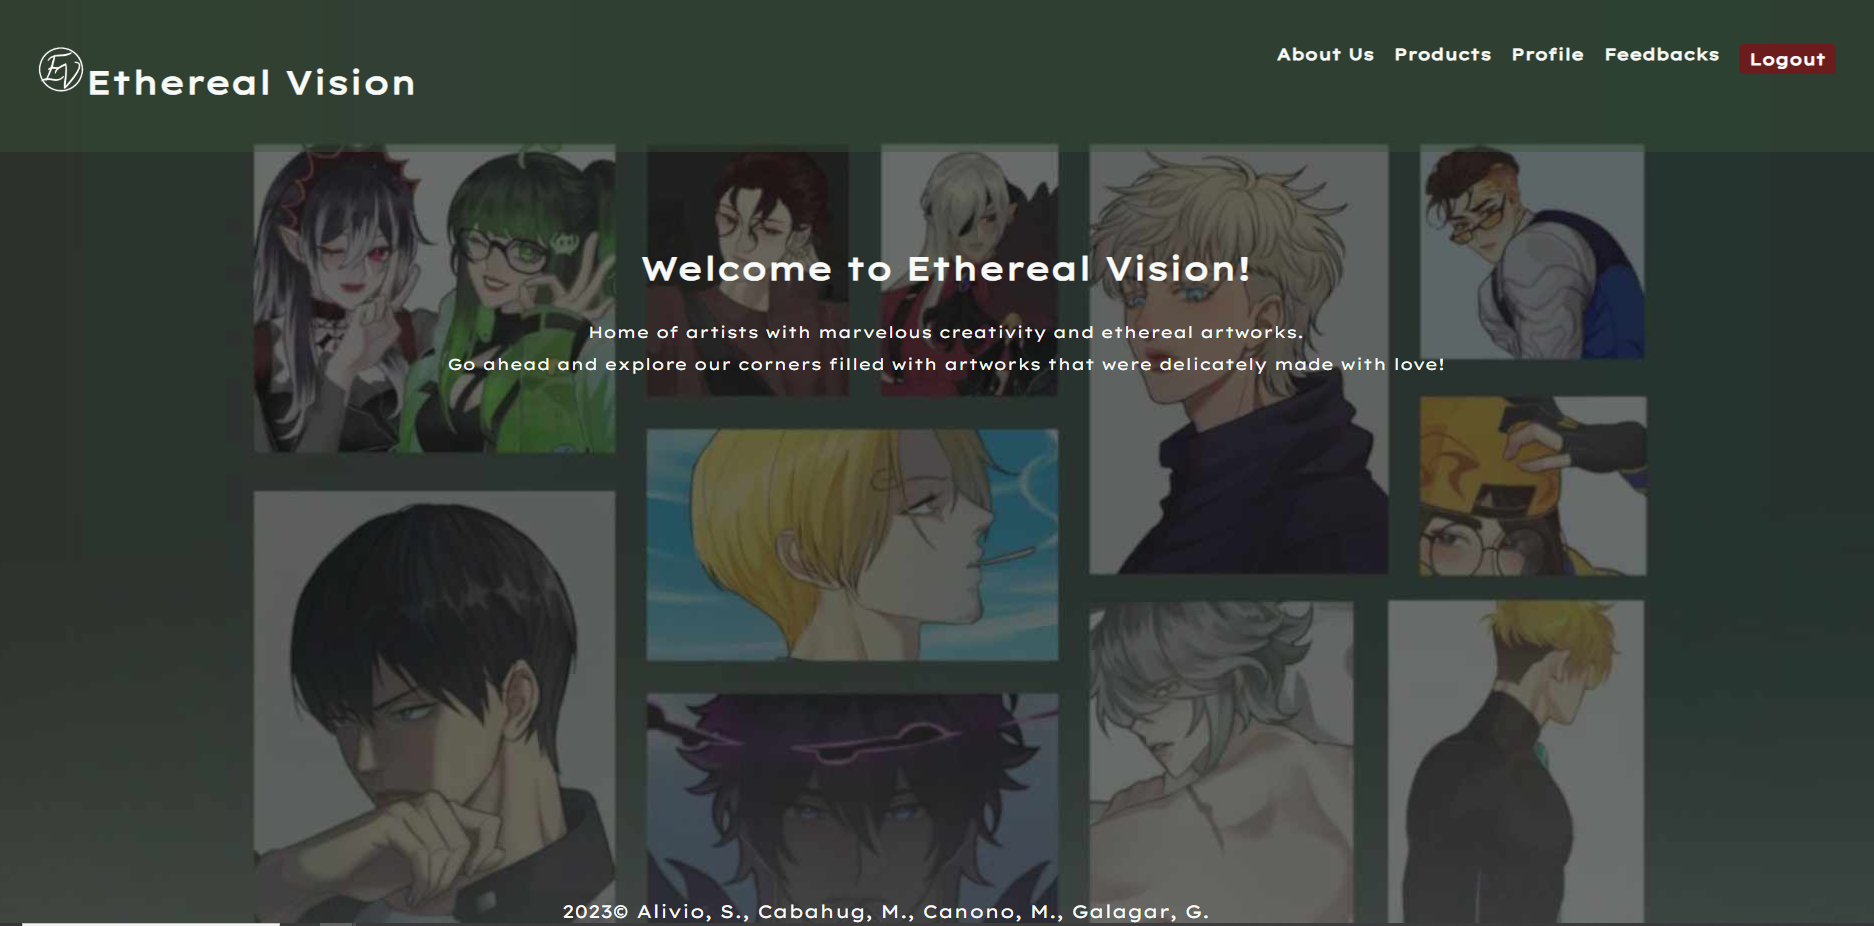 EV Ethereal Vision
About Us Products Profile Feedbacks Logout
Welcome to Ethereal Vision!
Home of artists with marvelous creativity and ethereal artworks.
Go ahead and explore our corners filled with artworks that were delicately made with love!
2023© Alivio, S., Cabahug, M., Canono, M., Galagar, G.